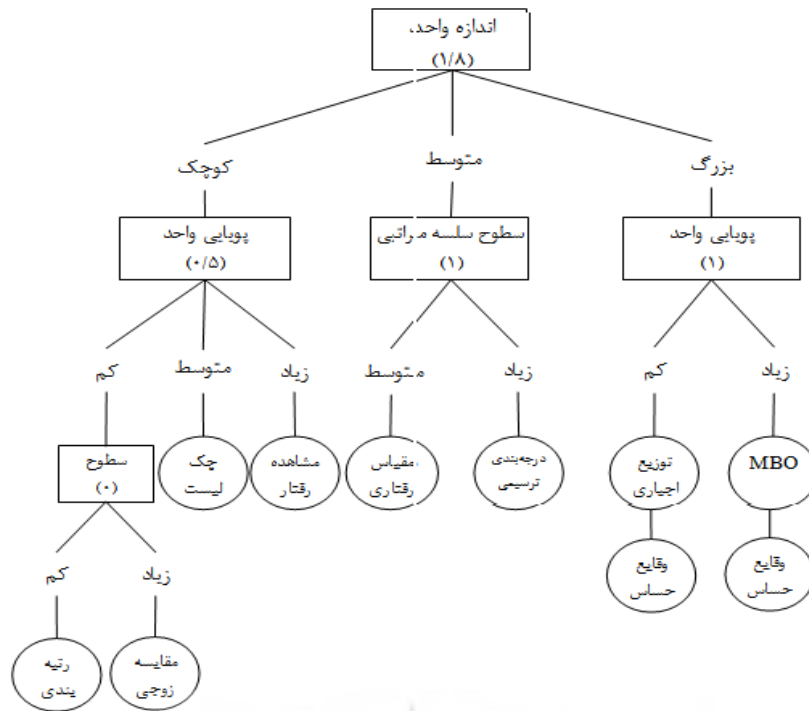 اندازه واحد،
(۱/۸)
بزرگ
متوسط
کوچک
پویایی واحد
(۱)
سطوح سلسه مراتبی
(۱)
پویایی واحد
(۰/۵)
زیاد
کم
زیاد
متوسط
زیاد
متوسط
کم
MBO
توزیع
اجباری
درجه‌بندی
ترسیمی
مقیاس
رفتاری
مشاهده
رفتار
چک
لیست
سطوح
(۰)
وقایع
حساس
وقایع
حساس
زیاد
کم
مقایسه
زوجی
رتبه
بندی